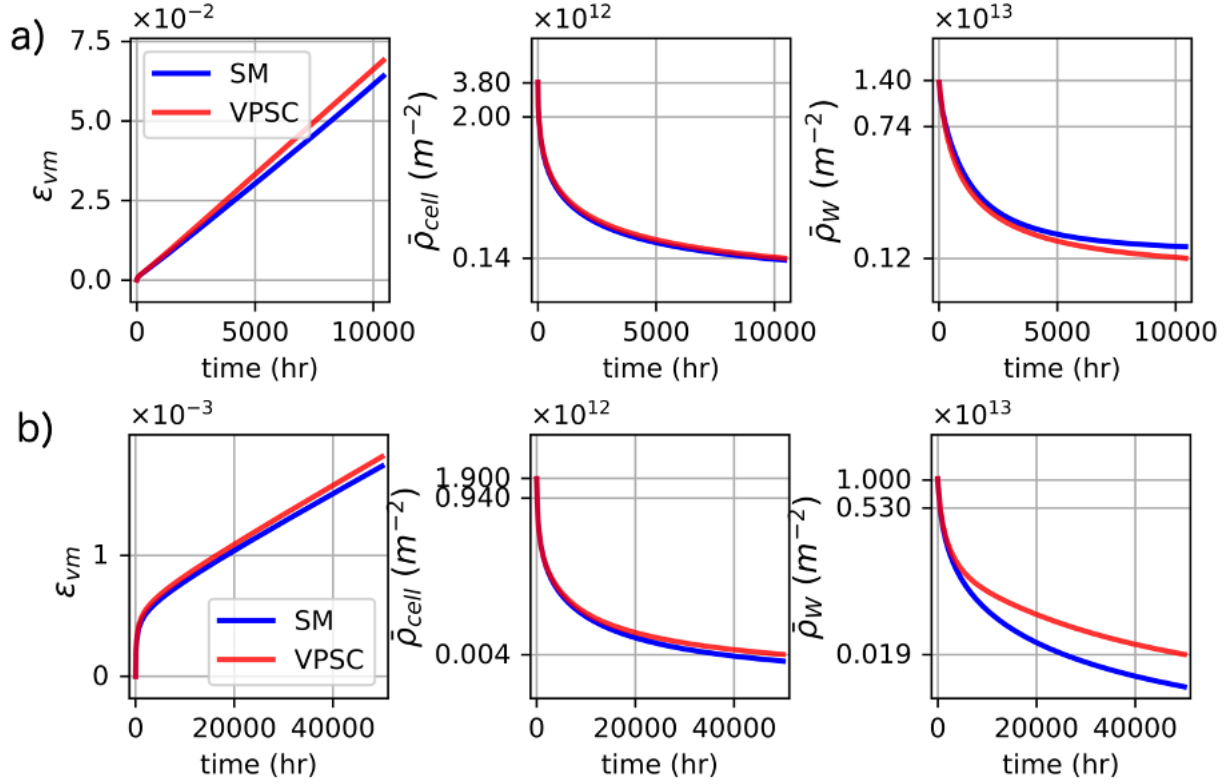 a)
×10⁻²
7.5
5.0
2.5
0.0
ε_vm
SM
VPSC
0
5000
10000
time (hr)
×10¹²
3.80
2.00
0.14
ρ̄_cell (m⁻²)
0
5000
10000
time (hr)
×10¹³
1.40
0.74
0.12
ρ̄_W (m⁻²)
0
5000
10000
time (hr)
b)
×10⁻³
1
0
ε_vm
SM
VPSC
0
20000
40000
time (hr)
×10¹²
1.900
0.940
0.004
ρ̄_cell (m⁻²)
0
20000
40000
time (hr)
×10¹³
1.000
0.530
0.019
ρ̄_W (m⁻²)
0
20000
40000
time (hr)